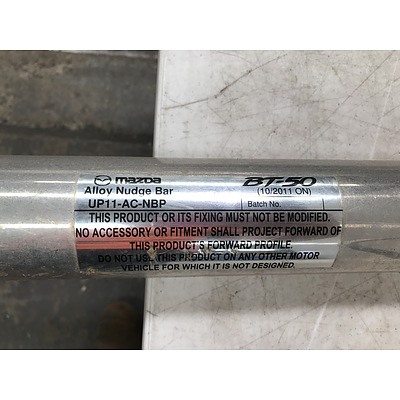 mazda BT-50
Alloy Nudge Bar (10/2011 ON)
UP11-AC-NBP Batch No.
THIS PRODUCT OR ITS FIXING MUST NOT BE MODIFIED.
NO ACCESSORY OR FITMENT SHALL PROJECT FORWARD OF
THIS PRODUCT'S FORWARD PROFILE.
DO NOT USE THIS PRODUCT ON ANY OTHER MOTOR
VEHICLE FOR WHICH IT IS NOT DESIGNED.